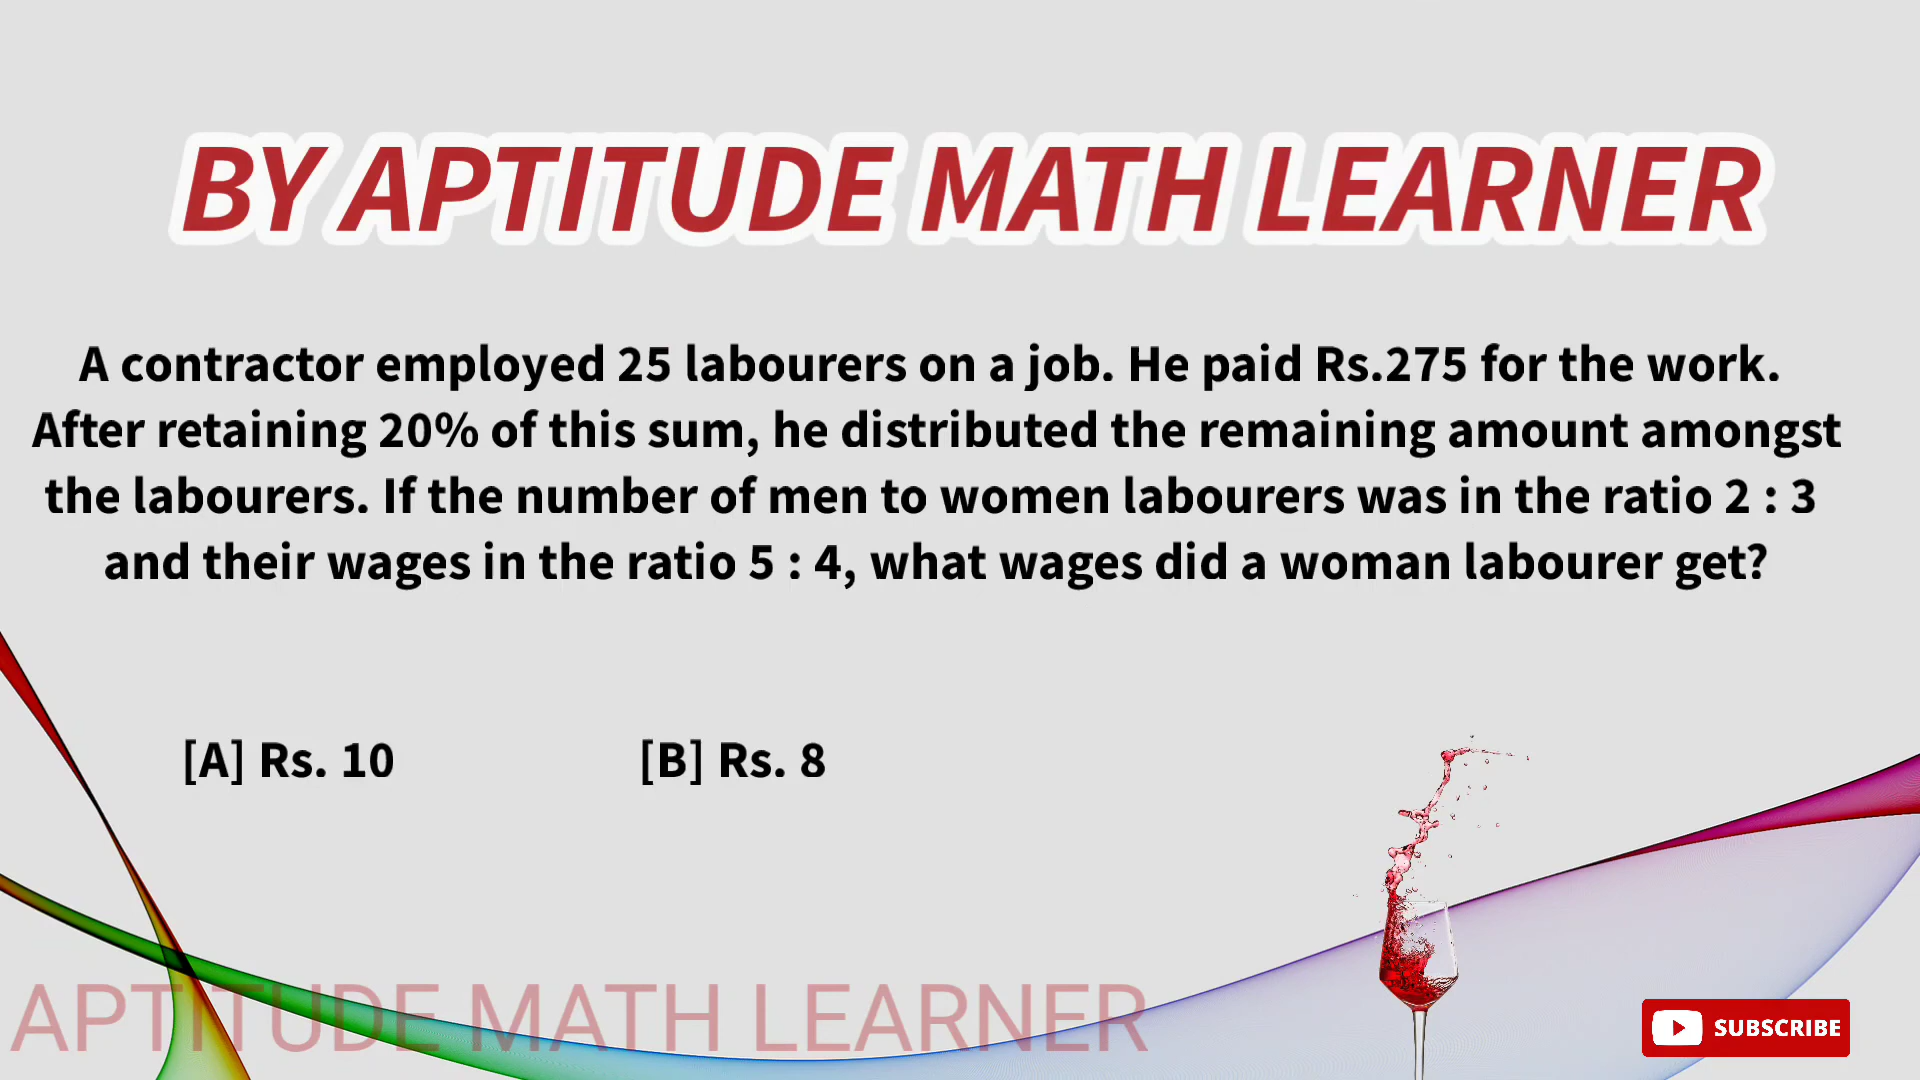 BY APTITUDE MATH LEARNER
A contractor employed 25 labourers on a job. He paid Rs.275 for the work.
After retaining 20% of this sum, he distributed the remaining amount amongst
the labourers. If the number of men to women labourers was in the ratio 2 : 3
and their wages in the ratio 5 : 4, what wages did a woman labourer get?
[A] Rs. 10 [B] Rs. 8
APTITUDE MATH LEARNER
SUBSCRIBE